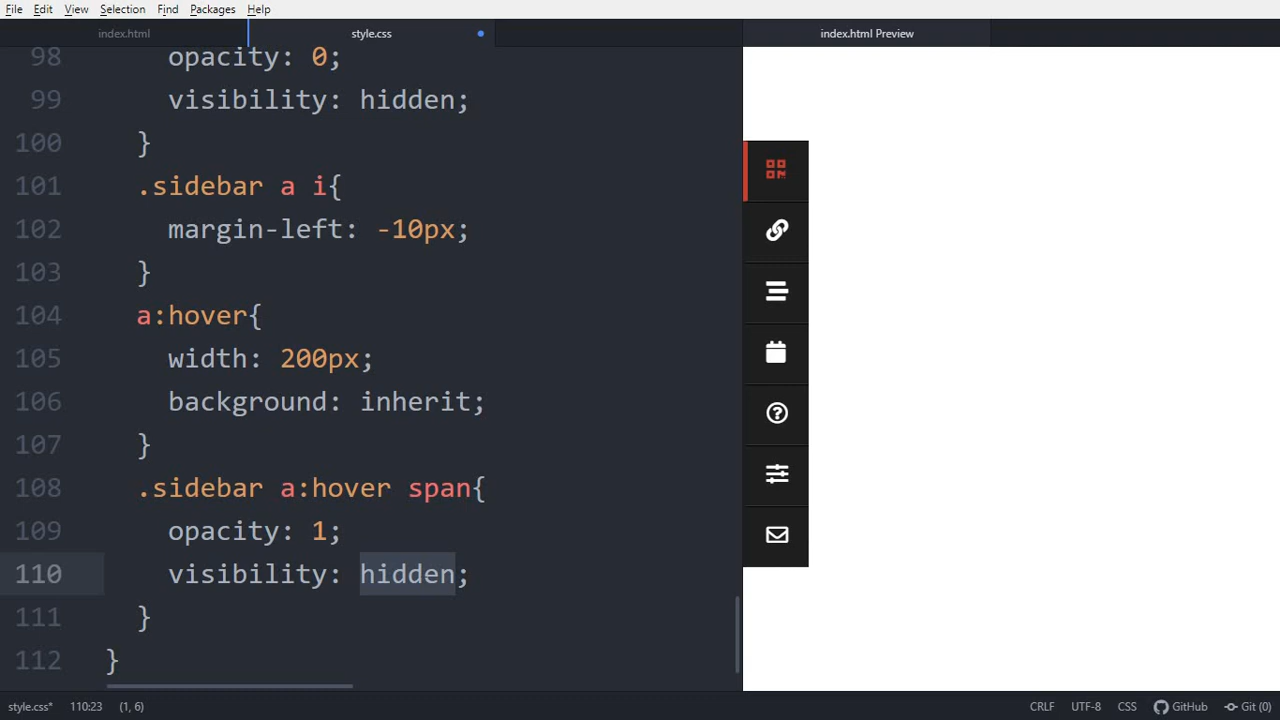 File Edit View Selection Find Packages Help
index.html style.css index.html Preview
98 opacity: 0;
99 visibility: hidden;
100 }
101 .sidebar a i{
102 margin-left: -10px;
103 }
104 a:hover{
105 width: 200px;
106 background: inherit;
107 }
108 .sidebar a:hover span{
109 opacity: 1;
110 visibility: hidden;
111 }
112 }
style.css* 110:23 (1, 6) CRLF UTF-8 CSS GitHub Git (0)